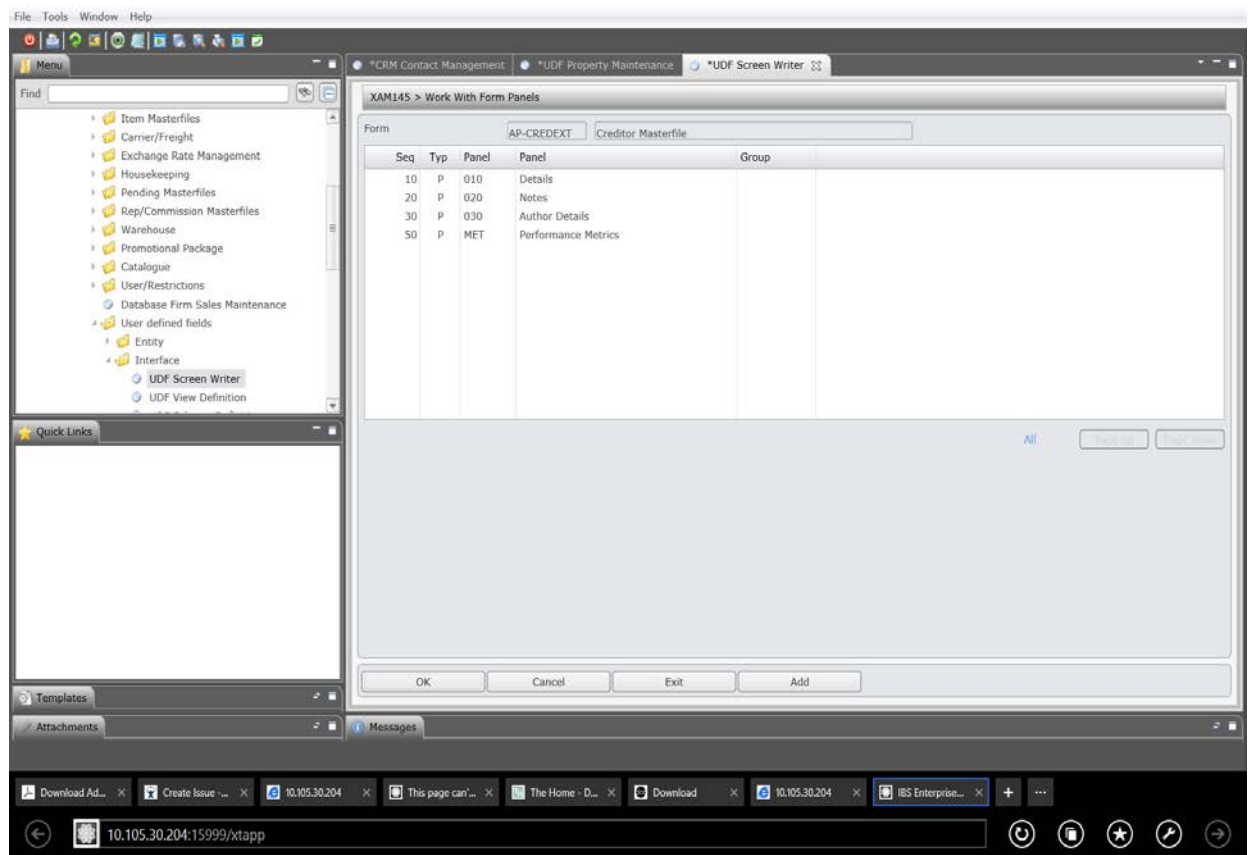 File Tools Window Help
Menu
*CRM Contact Management
*UDF Property Maintenance
*UDF Screen Writer
Find
Item Masterfiles
Carrier/Freight
Exchange Rate Management
Housekeeping
Pending Masterfiles
Rep/Commission Masterfiles
Warehouse
Promotional Package
Catalogue
User/Restrictions
Database Firm Sales Maintenance
User defined fields
Entity
Interface
UDF Screen Writer
UDF View Definition
Quick Links
Templates
Attachments
XAM145 > Work With Form Panels
Form AP-CREDEXT Creditor Masterfile
Seq Typ Panel Panel Group
10 P 010 Details
20 P 020 Notes
30 P 030 Author Details
50 P MET Performance Metrics
All Page Up Page Down
OK Cancel Exit Add
Messages
Download Ad... Create Issue -... 10.105.30.204 This page can'... The Home - D... Download 10.105.30.204 IBS Enterprise...
10.105.30.204:15999/xtapp